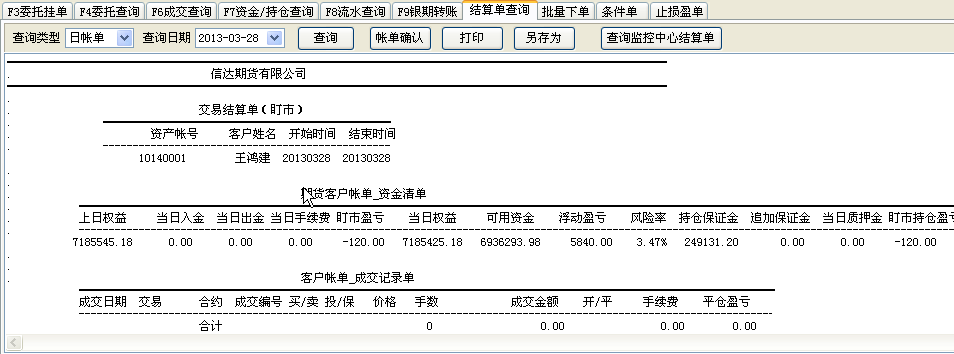 F3委托挂单 F4委托查询 F6成交查询 F7资金/持仓查询 F8流水查询 F9银期转账 结算单查询 批量下单 条件单 止损盈单
查询类型 日帐单 查询日期 2013-03-28 查询 帐单确认 打印 另存为 查询监控中心结算单
信达期货有限公司
交易结算单(盯市)
资产帐号 客户姓名 开始时间 结束时间
10140001 王鸿建 20130328 20130328
期货客户帐单_资金清单
上日权益 当日入金 当日出金 当日手续费 盯市盈亏 当日权益 可用资金 浮动盈亏 风险率 持仓保证金 追加保证金 当日质押金 盯市持仓盈亏
7185545.18 0.00 0.00 0.00 -120.00 7185425.18 6936293.98 5840.00 3.47% 249131.20 0.00 0.00 -120.00
客户帐单_成交记录单
成交日期 交易 合约 成交编号 买/卖 投/保 价格 手数 成交金额 开/平 手续费 平仓盈亏
合计 0 0.00 0.00 0.00